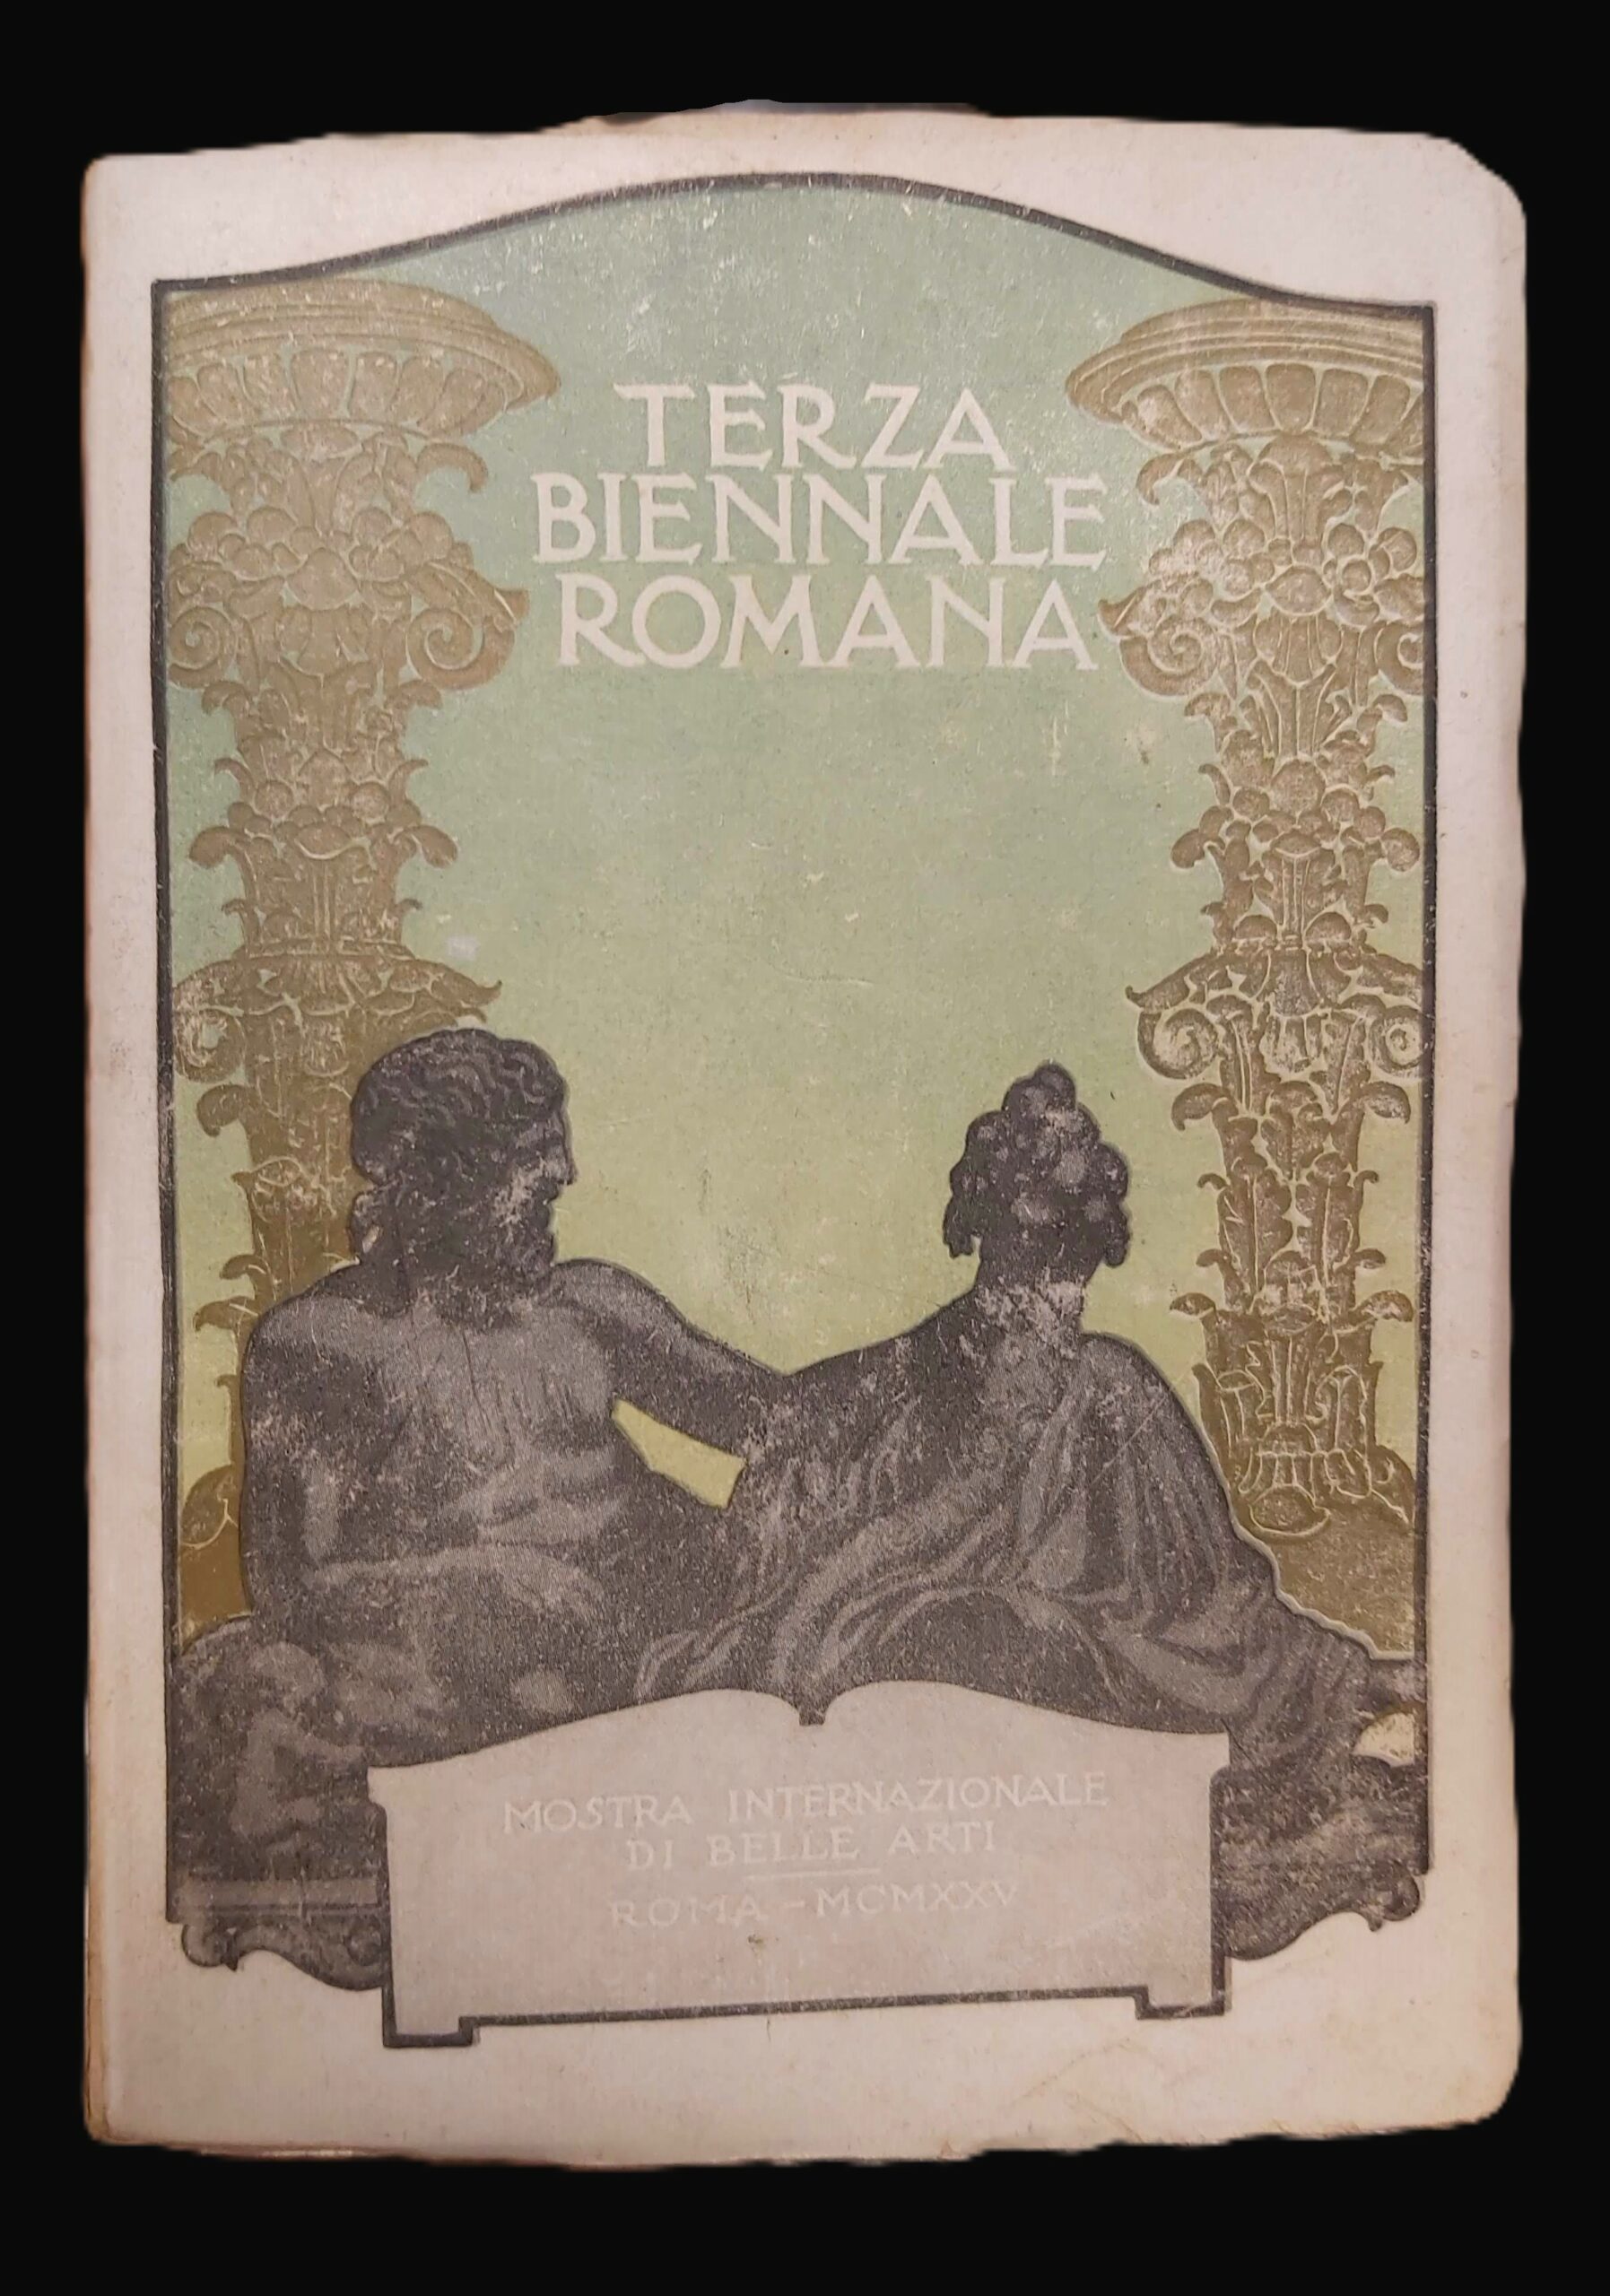 TERZA
BIENNALE
ROMANA
MOSTRA INTERNAZIONALE
DI BELLE ARTI
ROMA - MCMXXV